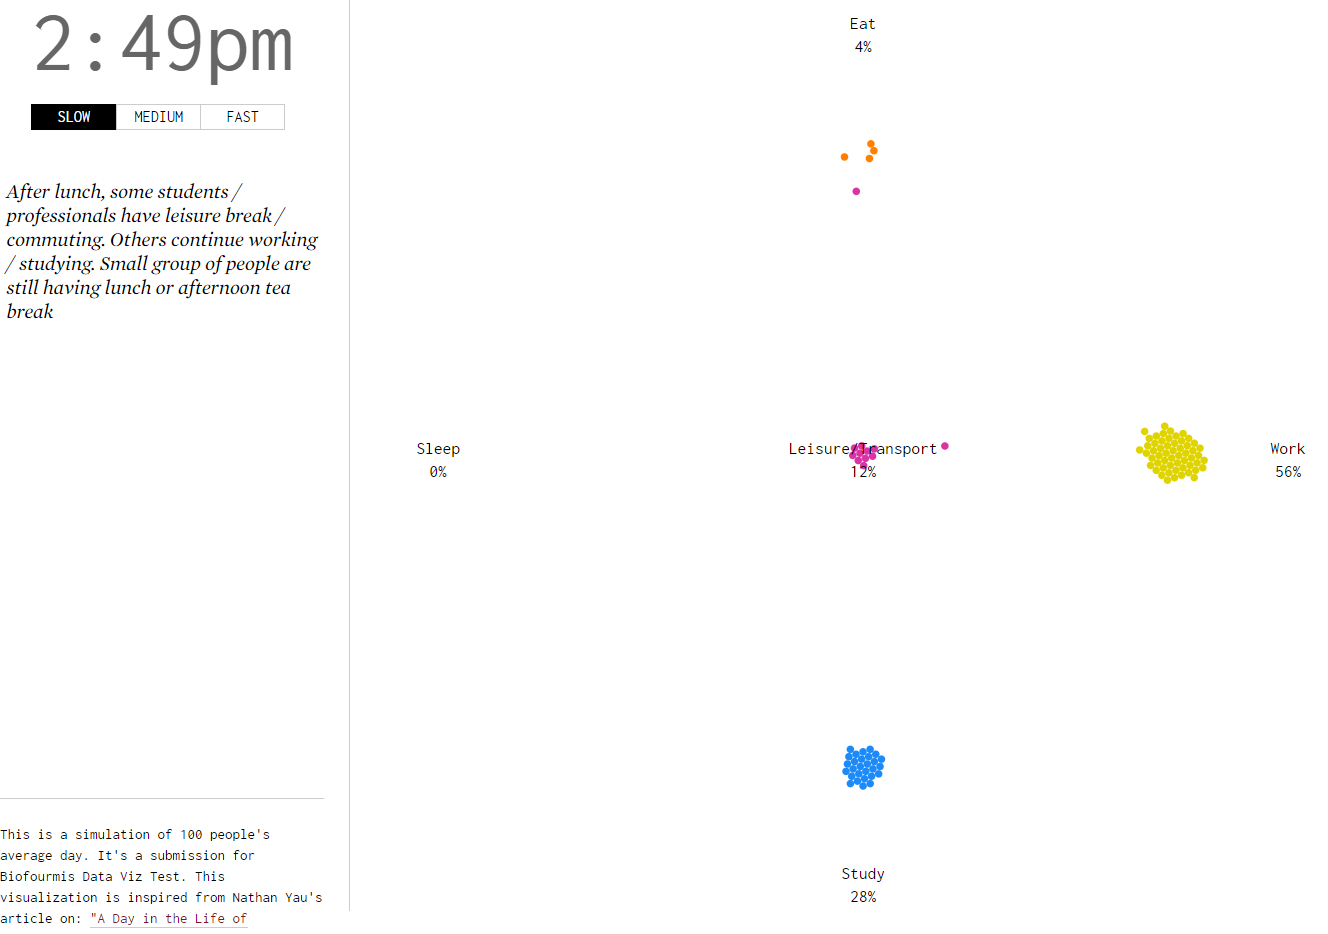 2:49pm
SLOW MEDIUM FAST
After lunch, some students /
professionals have leisure break /
commuting. Others continue working
/ studying. Small group of people are
still having lunch or afternoon tea
break
This is a simulation of 100 people's
average day. It's a submission for
Biofourmis Data Viz Test. This
visualization is inspired from Nathan Yau's
article on: "A Day in the Life of
Eat
4%
Sleep
0%
Leisure/Transport
12%
Work
56%
Study
28%